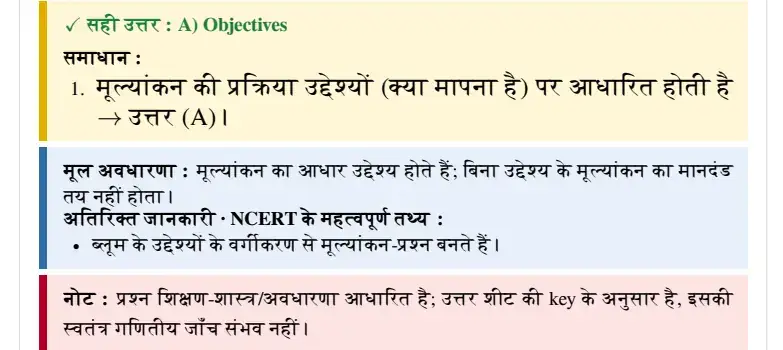 ✓ सही उत्तर : A) Objectives
समाधान :
1. मूल्यांकन की प्रक्रिया उद्देश्यों (क्या मापना है) पर आधारित होती है
→ उत्तर (A)।
मूल अवधारणा : मूल्यांकन का आधार उद्देश्य होते हैं; बिना उद्देश्य के मूल्यांकन का मानदंड
तय नहीं होता।
अतिरिक्त जानकारी · NCERT के महत्वपूर्ण तथ्य :
• ब्लूम के उद्देश्यों के वर्गीकरण से मूल्यांकन-प्रश्न बनते हैं।
नोट : प्रश्न शिक्षण-शास्त्र/अवधारणा आधारित है; उत्तर शीट की key के अनुसार है, इसकी
स्वतंत्र गणितीय जाँच संभव नहीं।